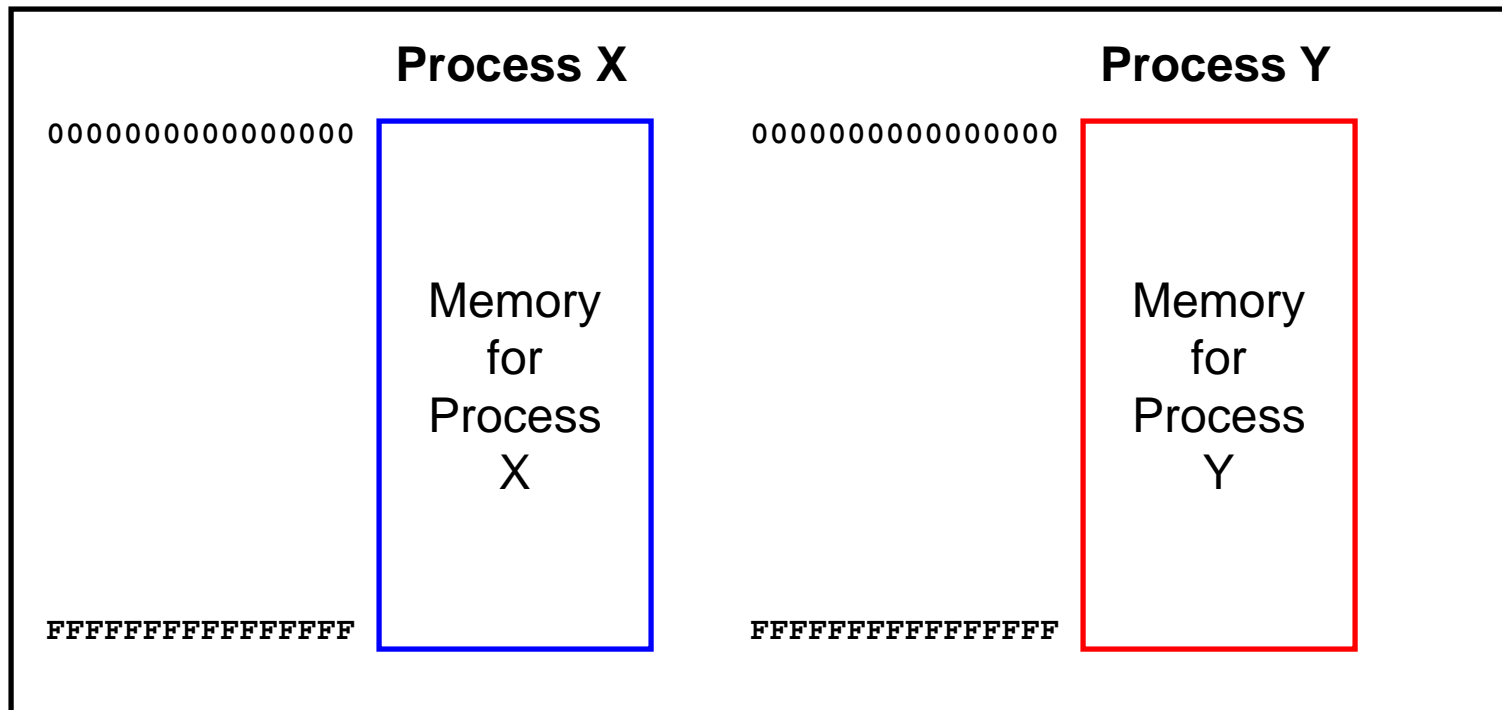 Process X
0000000000000000
Memory
for
Process
X
FFFFFFFFFFFFFFFF
Process Y
0000000000000000
Memory
for
Process
Y
FFFFFFFFFFFFFFFF